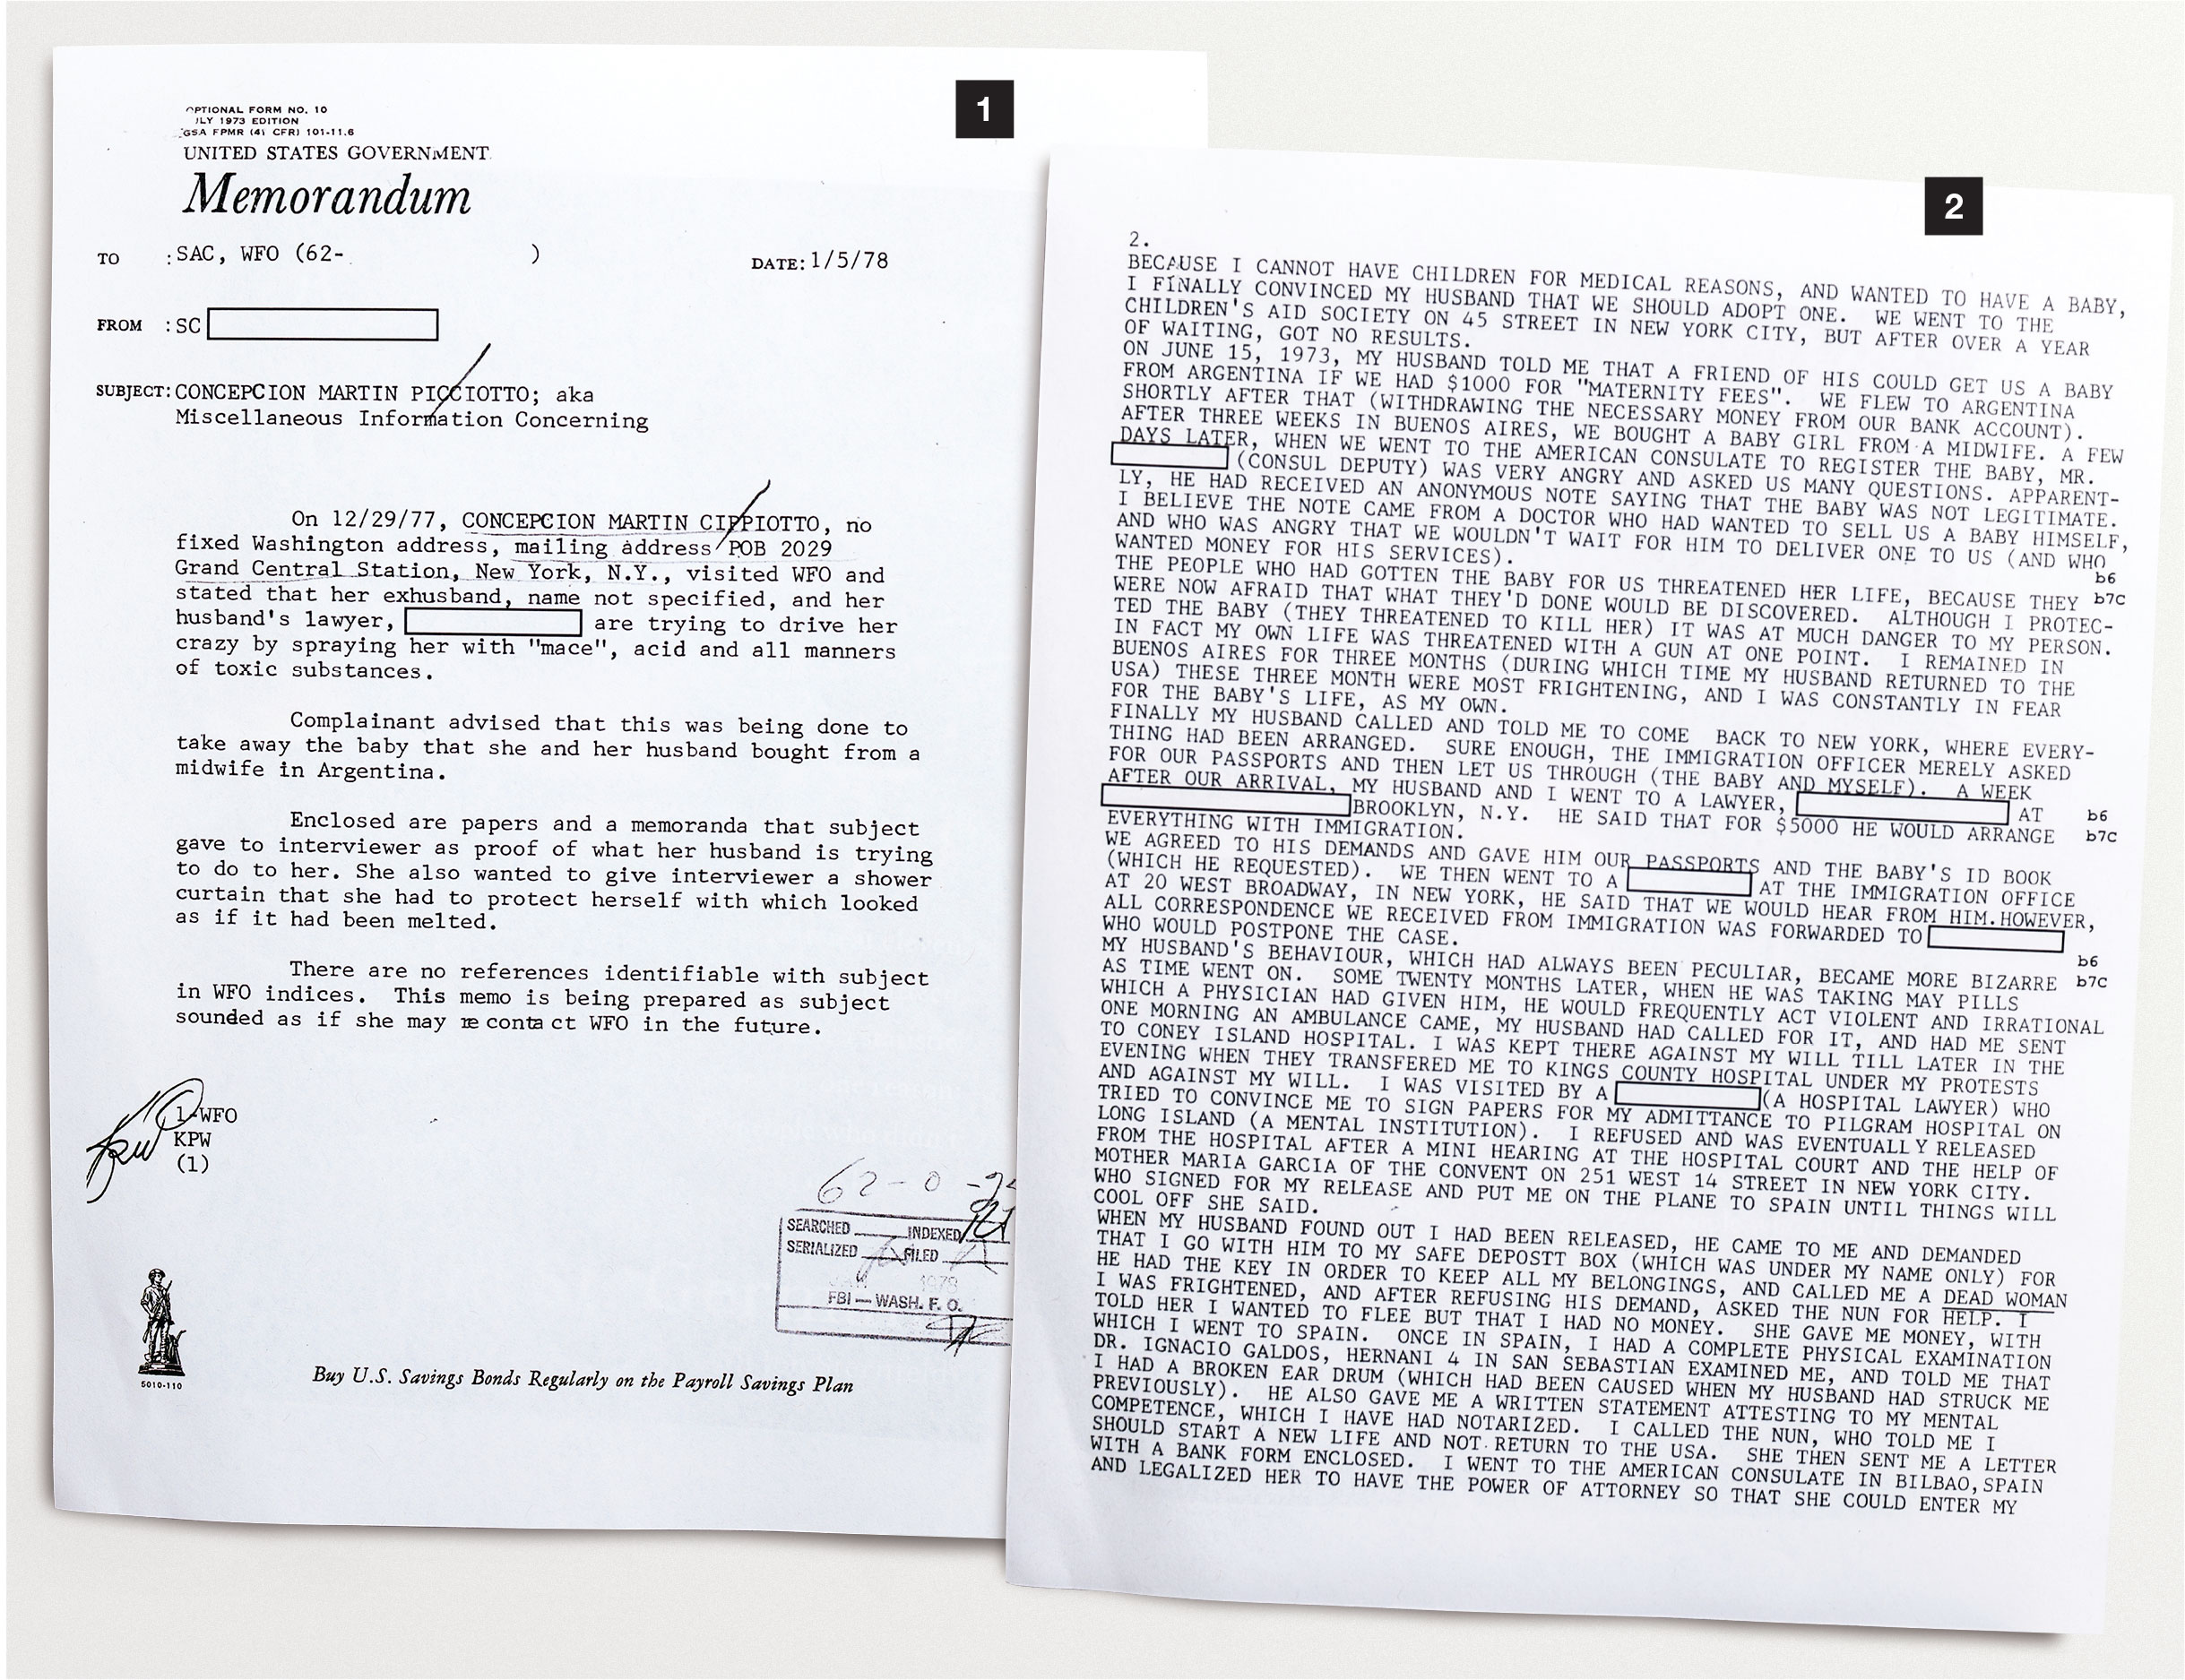 1
OPTIONAL FORM NO. 10
JLY 1973 EDITION
GSA FPMR (41 CFR) 101-11.6
UNITED STATES GOVERNMENT
Memorandum
TO : SAC, WFO (62- ) DATE: 1/5/78
FROM : SC
SUBJECT: CONCEPCION MARTIN PICCIOTTO; aka
Miscellaneous Information Concerning
On 12/29/77, CONCEPCION MARTIN CIPPIOTTO, no
fixed Washington address, mailing address POB 2029
Grand Central Station, New York, N.Y., visited WFO and
stated that her exhusband, name not specified, and her
husband's lawyer, are trying to drive her
crazy by spraying her with "mace", acid and all manners
of toxic substances.
Complainant advised that this was being done to
take away the baby that she and her husband bought from a
midwife in Argentina.
Enclosed are papers and a memoranda that subject
gave to interviewer as proof of what her husband is trying
to do to her. She also wanted to give interviewer a shower
curtain that she had to protect herself with which looked
as if it had been melted.
There are no references identifiable with subject
in WFO indices. This memo is being prepared as subject
sounded as if she may recontact WFO in the future.
1-WFO
KPW
(1)
62-0-
SEARCHED INDEXED
SERIALIZED FILED
1978
FBI — WASH. F. O.
5010-110
Buy U.S. Savings Bonds Regularly on the Payroll Savings Plan
2
2.
BECAUSE I CANNOT HAVE CHILDREN FOR MEDICAL REASONS, AND WANTED TO HAVE A BABY,
I FINALLY CONVINCED MY HUSBAND THAT WE SHOULD ADOPT ONE. WE WENT TO THE
CHILDREN'S AID SOCIETY ON 45 STREET IN NEW YORK CITY, BUT AFTER OVER A YEAR
OF WAITING, GOT NO RESULTS.
ON JUNE 15, 1973, MY HUSBAND TOLD ME THAT A FRIEND OF HIS COULD GET US A BABY
FROM ARGENTINA IF WE HAD $1000 FOR "MATERNITY FEES". WE FLEW TO ARGENTINA
SHORTLY AFTER THAT (WITHDRAWING THE NECESSARY MONEY FROM OUR BANK ACCOUNT).
AFTER THREE WEEKS IN BUENOS AIRES, WE BOUGHT A BABY GIRL FROM A MIDWIFE. A FEW
DAYS LATER, WHEN WE WENT TO THE AMERICAN CONSULATE TO REGISTER THE BABY, MR.
(CONSUL DEPUTY) WAS VERY ANGRY AND ASKED US MANY QUESTIONS. APPARENT-
LY, HE HAD RECEIVED AN ANONYMOUS NOTE SAYING THAT THE BABY WAS NOT LEGITIMATE.
I BELIEVE THE NOTE CAME FROM A DOCTOR WHO HAD WANTED TO SELL US A BABY HIMSELF,
AND WHO WAS ANGRY THAT WE WOULDN'T WAIT FOR HIM TO DELIVER ONE TO US (AND WHO
WANTED MONEY FOR HIS SERVICES). b6
THE PEOPLE WHO HAD GOTTEN THE BABY FOR US THREATENED HER LIFE, BECAUSE THEY b7C
WERE NOW AFRAID THAT WHAT THEY'D DONE WOULD BE DISCOVERED. ALTHOUGH I PROTEC-
TED THE BABY (THEY THREATENED TO KILL HER) IT WAS AT MUCH DANGER TO MY PERSON.
IN FACT MY OWN LIFE WAS THREATENED WITH A GUN AT ONE POINT. I REMAINED IN
BUENOS AIRES FOR THREE MONTHS (DURING WHICH TIME MY HUSBAND RETURNED TO THE
USA) THESE THREE MONTH WERE MOST FRIGHTENING, AND I WAS CONSTANTLY IN FEAR
FOR THE BABY'S LIFE, AS MY OWN.
FINALLY MY HUSBAND CALLED AND TOLD ME TO COME BACK TO NEW YORK, WHERE EVERY-
THING HAD BEEN ARRANGED. SURE ENOUGH, THE IMMIGRATION OFFICER MERELY ASKED
FOR OUR PASSPORTS AND THEN LET US THROUGH (THE BABY AND MYSELF). A WEEK
AFTER OUR ARRIVAL, MY HUSBAND AND I WENT TO A LAWYER, AT b6
BROOKLYN, N.Y. HE SAID THAT FOR $5000 HE WOULD ARRANGE b7C
EVERYTHING WITH IMMIGRATION.
WE AGREED TO HIS DEMANDS AND GAVE HIM OUR PASSPORTS AND THE BABY'S ID BOOK
(WHICH HE REQUESTED). WE THEN WENT TO A AT THE IMMIGRATION OFFICE
AT 20 WEST BROADWAY, IN NEW YORK, HE SAID THAT WE WOULD HEAR FROM HIM.HOWEVER,
ALL CORRESPONDENCE WE RECEIVED FROM IMMIGRATION WAS FORWARDED TO
WHO WOULD POSTPONE THE CASE. b6
MY HUSBAND'S BEHAVIOUR, WHICH HAD ALWAYS BEEN PECULIAR, BECAME MORE BIZARRE b7C
AS TIME WENT ON. SOME TWENTY MONTHS LATER, WHEN HE WAS TAKING MAY PILLS
WHICH A PHYSICIAN HAD GIVEN HIM, HE WOULD FREQUENTLY ACT VIOLENT AND IRRATIONAL
ONE MORNING AN AMBULANCE CAME, MY HUSBAND HAD CALLED FOR IT, AND HAD ME SENT
TO CONEY ISLAND HOSPITAL. I WAS KEPT THERE AGAINST MY WILL TILL LATER IN THE
EVENING WHEN THEY TRANSFERED ME TO KINGS COUNTY HOSPITAL UNDER MY PROTESTS
AND AGAINST MY WILL. I WAS VISITED BY A (A HOSPITAL LAWYER) WHO
TRIED TO CONVINCE ME TO SIGN PAPERS FOR MY ADMITTANCE TO PILGRAM HOSPITAL ON
LONG ISLAND (A MENTAL INSTITUTION). I REFUSED AND WAS EVENTUALLY RELEASED
FROM THE HOSPITAL AFTER A MINI HEARING AT THE HOSPITAL COURT AND THE HELP OF
MOTHER MARIA GARCIA OF THE CONVENT ON 251 WEST 14 STREET IN NEW YORK CITY.
WHO SIGNED FOR MY RELEASE AND PUT ME ON THE PLANE TO SPAIN UNTIL THINGS WILL
COOL OFF SHE SAID.
WHEN MY HUSBAND FOUND OUT I HAD BEEN RELEASED, HE CAME TO ME AND DEMANDED
THAT I GO WITH HIM TO MY SAFE DEPOSTT BOX (WHICH WAS UNDER MY NAME ONLY) FOR
HE HAD THE KEY IN ORDER TO KEEP ALL MY BELONGINGS, AND CALLED ME A DEAD WOMAN
I WAS FRIGHTENED, AND AFTER REFUSING HIS DEMAND, ASKED THE NUN FOR HELP. I
TOLD HER I WANTED TO FLEE BUT THAT I HAD NO MONEY. SHE GAVE ME MONEY, WITH
WHICH I WENT TO SPAIN. ONCE IN SPAIN, I HAD A COMPLETE PHYSICAL EXAMINATION
DR. IGNACIO GALDOS, HERNANI 4 IN SAN SEBASTIAN EXAMINED ME, AND TOLD ME THAT
I HAD A BROKEN EAR DRUM (WHICH HAD BEEN CAUSED WHEN MY HUSBAND HAD STRUCK ME
PREVIOUSLY). HE ALSO GAVE ME A WRITTEN STATEMENT ATTESTING TO MY MENTAL
COMPETENCE, WHICH I HAVE HAD NOTARIZED. I CALLED THE NUN, WHO TOLD ME I
SHOULD START A NEW LIFE AND NOT RETURN TO THE USA. SHE THEN SENT ME A LETTER
WITH A BANK FORM ENCLOSED. I WENT TO THE AMERICAN CONSULATE IN BILBAO,SPAIN
AND LEGALIZED HER TO HAVE THE POWER OF ATTORNEY SO THAT SHE COULD ENTER MY